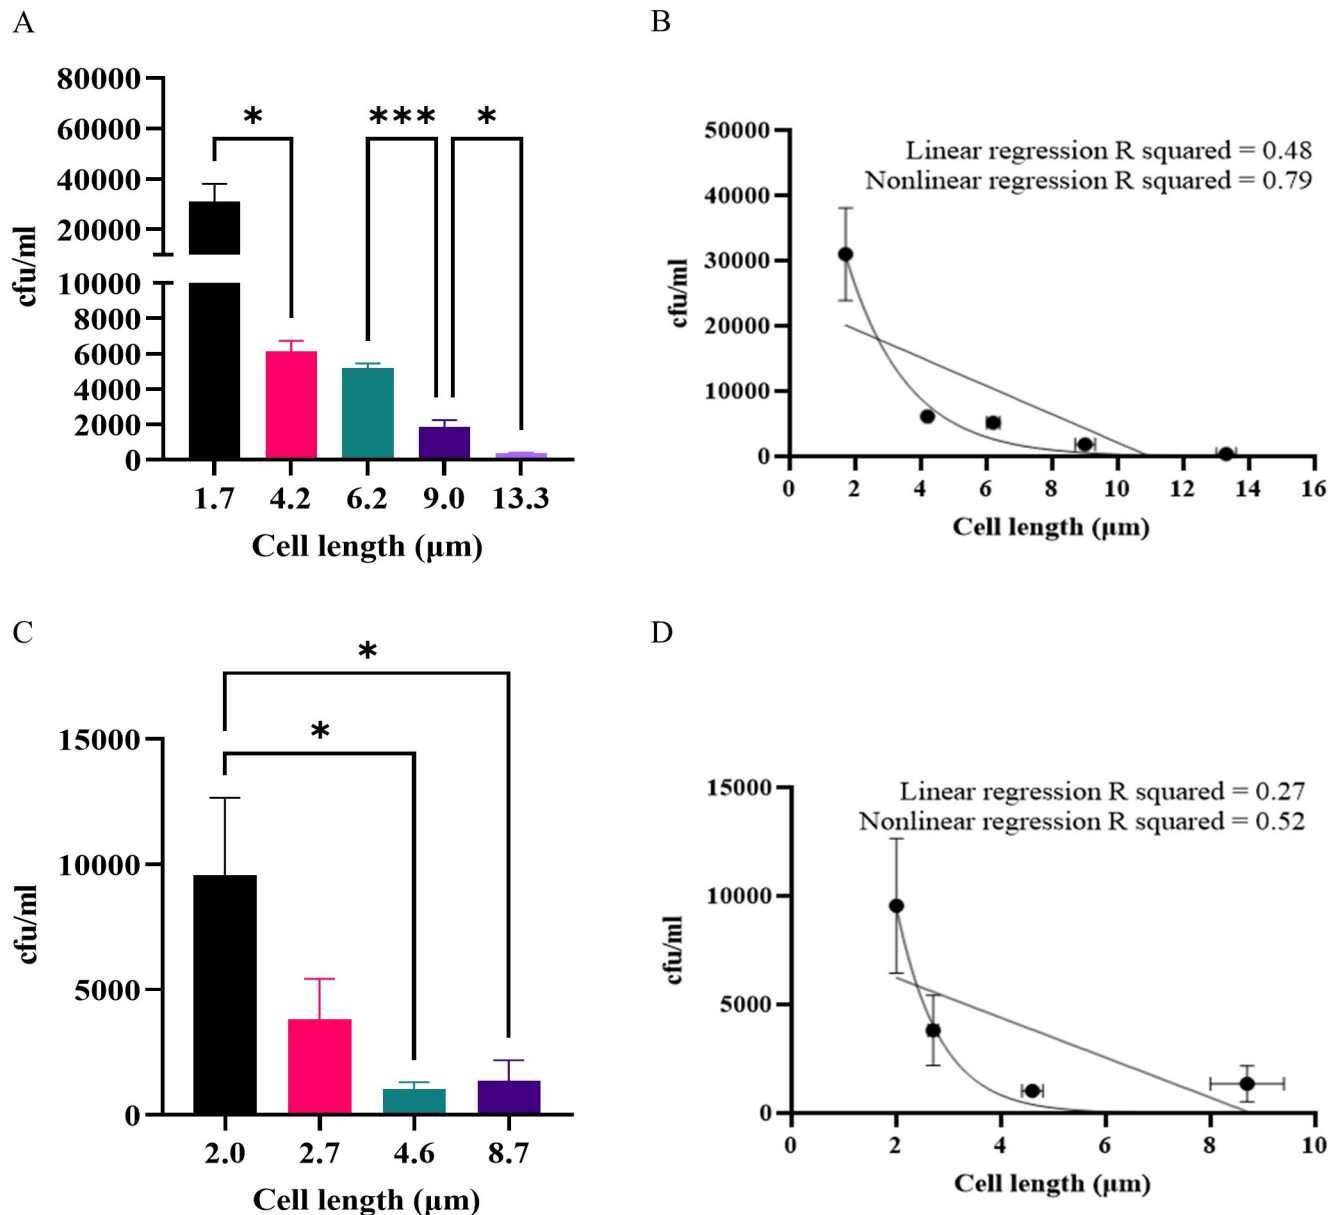 A
80000
60000
40000
20000
10000
8000
6000
4000
2000
0
cfu/ml
* *** *
1.7 4.2 6.2 9.0 13.3
Cell length (μm)
B
50000
40000
30000
20000
10000
0
cfu/ml
Linear regression R squared = 0.48
Nonlinear regression R squared = 0.79
0 2 4 6 8 10 12 14 16
Cell length (μm)
C
15000
10000
5000
0
cfu/ml
*
*
2.0 2.7 4.6 8.7
Cell length (μm)
D
15000
10000
5000
0
cfu/ml
Linear regression R squared = 0.27
Nonlinear regression R squared = 0.52
0 2 4 6 8 10
Cell length (μm)